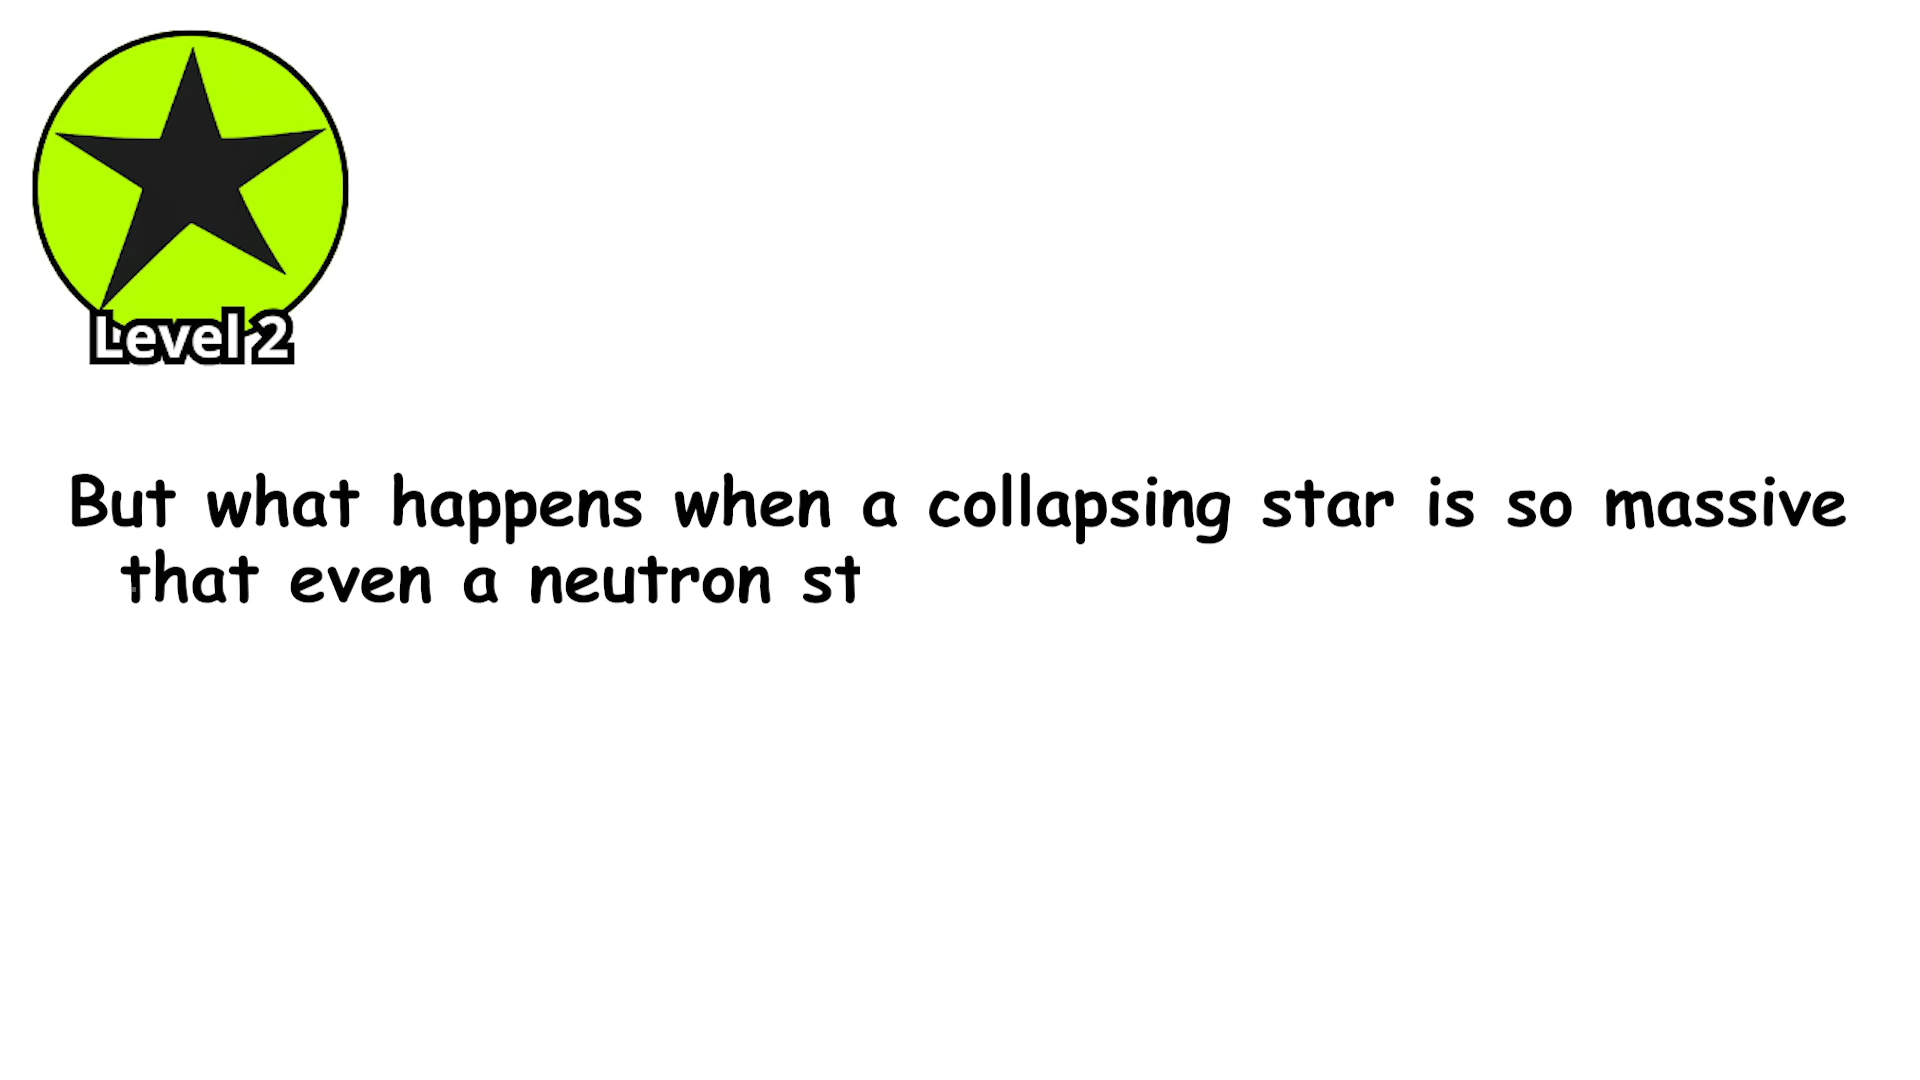 Level 2
But what happens when a collapsing star is so massive
that even a neutron st